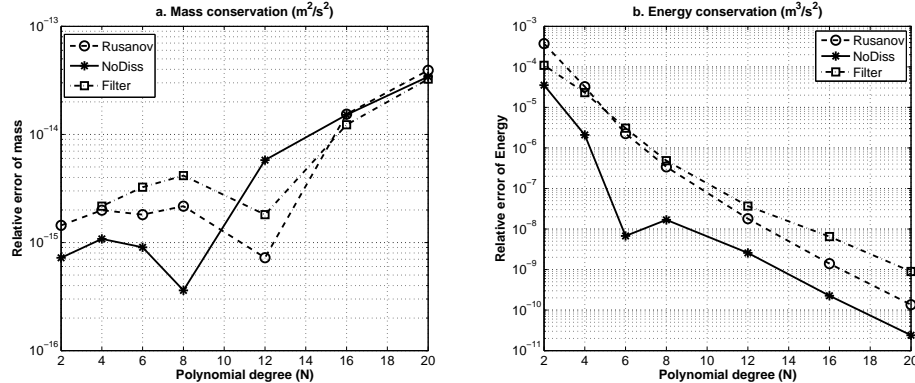 a. Mass conservation (m²/s²)
10⁻¹³
10⁻¹⁴
10⁻¹⁵
10⁻¹⁶
Relative error of mass
Rusanov
NoDiss
Filter
2 4 6 8 10 12 14 16 18 20
Polynomial degree (N)
b. Energy conservation (m³/s²)
10⁻³
10⁻⁴
10⁻⁵
10⁻⁶
10⁻⁷
10⁻⁸
10⁻⁹
10⁻¹⁰
10⁻¹¹
Relative error of Energy
Rusanov
NoDiss
Filter
2 4 6 8 10 12 14 16 18 20
Polynomial degree (N)